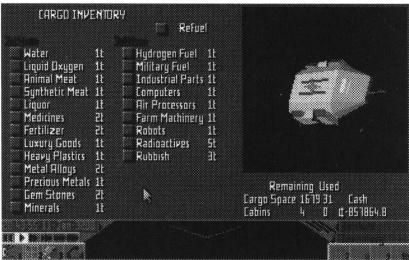 CARGO INVENTORY
Refuel
Water 1t
Liquid Oxygen 1t
Animal Meat 1t
Synthetic Meat 1t
Liquor 1t
Medicines 2t
Fertilizer 2t
Luxury Goods 1t
Heavy Plastics 1t
Metal Alloys 2t
Precious Metals 1t
Gem Stones 2t
Minerals 1t
Hydrogen Fuel 1t
Military Fuel 1t
Industrial Parts 1t
Computers 1t
Air Processors 1t
Farm Machinery 1t
Robots 1t
Radioactives 5t
Rubbish 3t
Remaining Used
Cargo Space 1679 31 Cash
Cabins 4 0 -857864.8